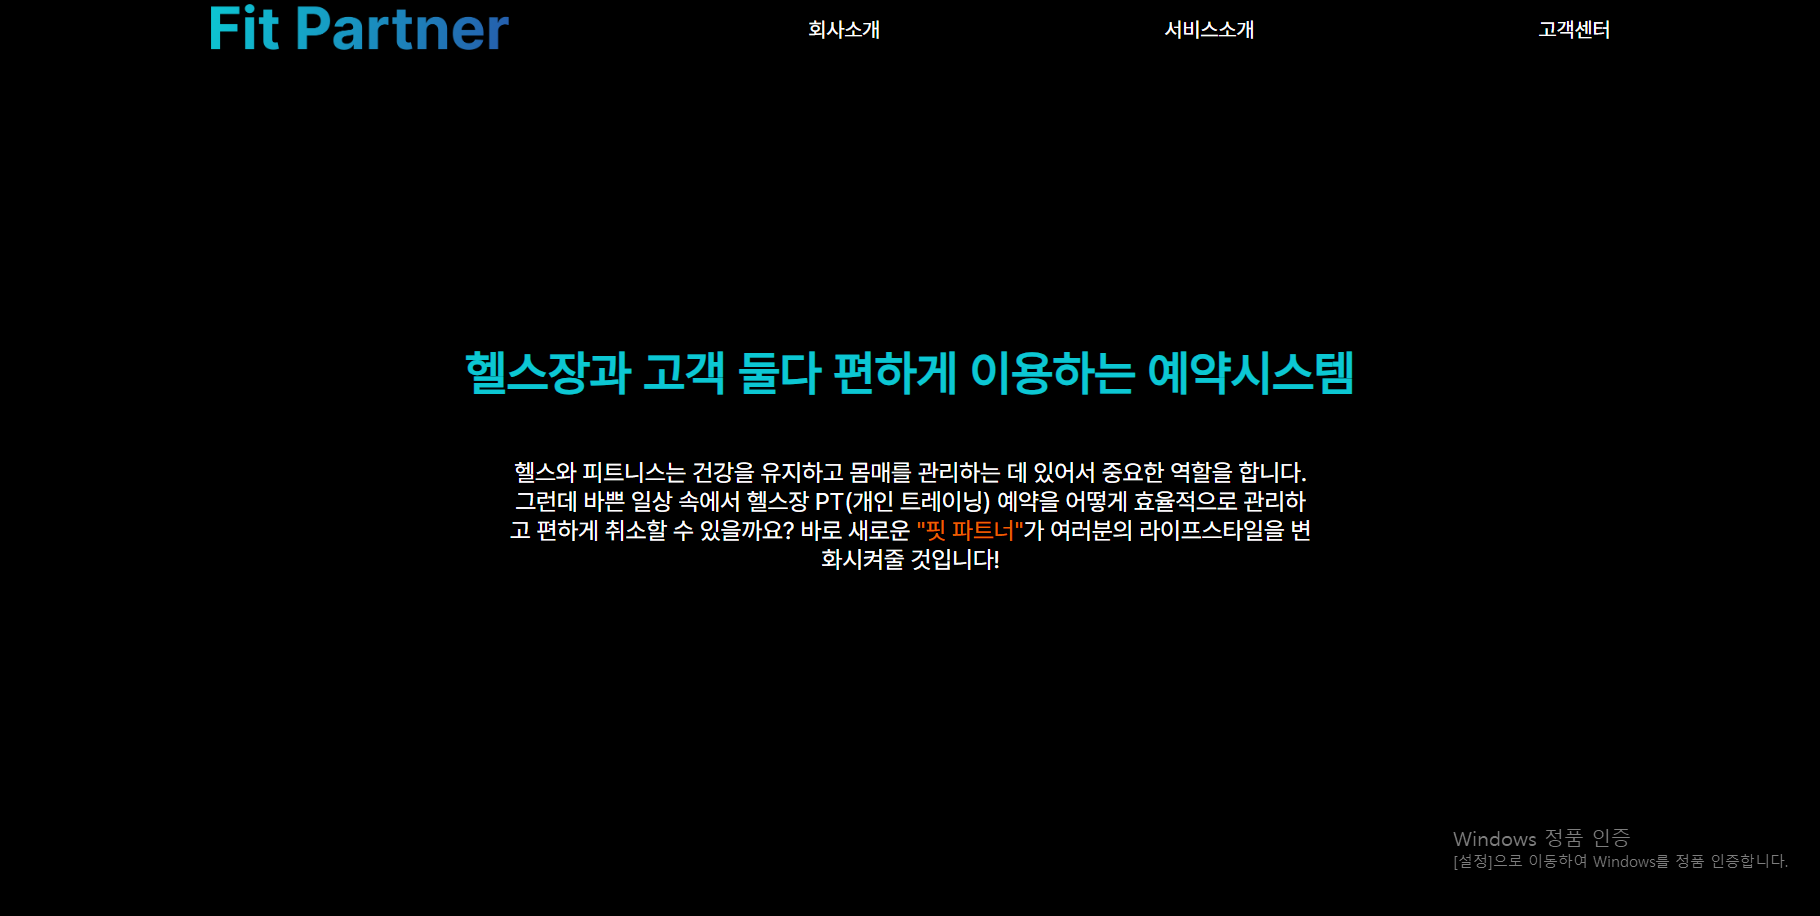 Fit Partner
회사소개
서비스소개
고객센터
헬스장과 고객 둘다 편하게 이용하는 예약시스템
헬스와 피트니스는 건강을 유지하고 몸매를 관리하는 데 있어서 중요한 역할을 합니다.
그런데 바쁜 일상 속에서 헬스장 PT(개인 트레이닝) 예약을 어떻게 효율적으로 관리하
고 편하게 취소할 수 있을까요? 바로 새로운 "핏 파트너"가 여러분의 라이프스타일을 변
화시켜줄 것입니다!
Windows 정품 인증
[설정]으로 이동하여 Windows를 정품 인증합니다.